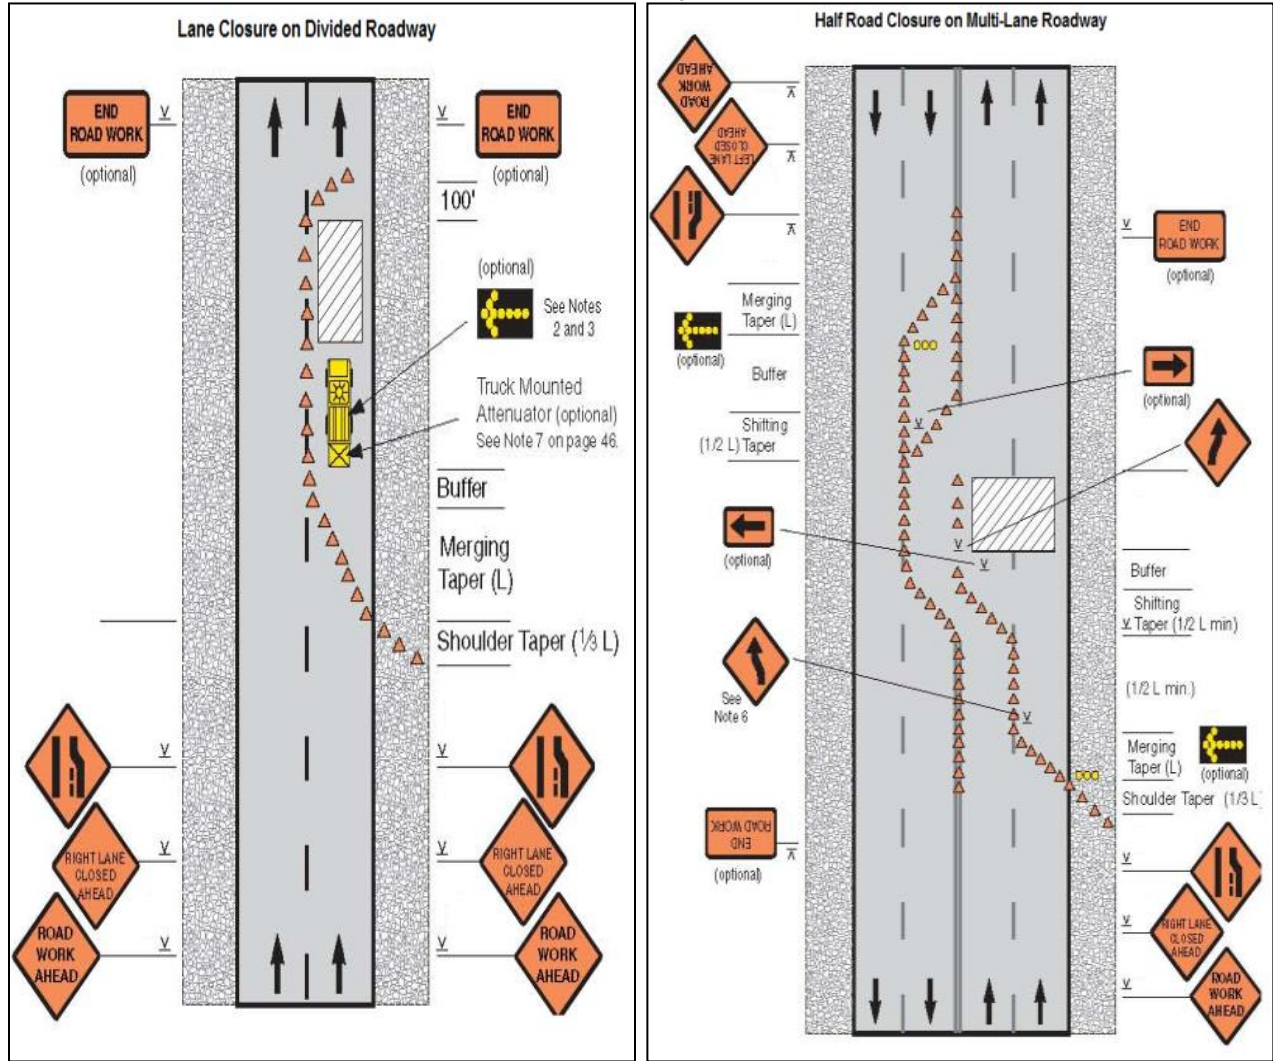 Lane Closure on Divided Roadway
END
ROAD WORK
(optional)
END
ROAD WORK
(optional)
100'
(optional)
See Notes
2 and 3
Truck Mounted
Attenuator (optional)
See Note 7 on page 46.
Buffer
Merging
Taper (L)
Shoulder Taper (1/3 L)
RIGHT LANE
CLOSED
AHEAD
ROAD
WORK
AHEAD
RIGHT LANE
CLOSED
AHEAD
ROAD
WORK
AHEAD
Half Road Closure on Multi-Lane Roadway
ROAD
WORK
AHEAD
LEFT LANE
CLOSED
AHEAD
END
ROAD WORK
(optional)
Merging
Taper (L)
(optional)
Buffer
Shifting
(1/2 L) Taper
(optional)
(optional)
See
Note 6
Buffer
Shifting
Taper (1/2 L min)
(1/2 L min.)
Merging
Taper (L)
(optional)
Shoulder Taper (1/3 L
END
ROAD WORK
(optional)
RIGHT LANE
CLOSED
AHEAD
ROAD
WORK
AHEAD